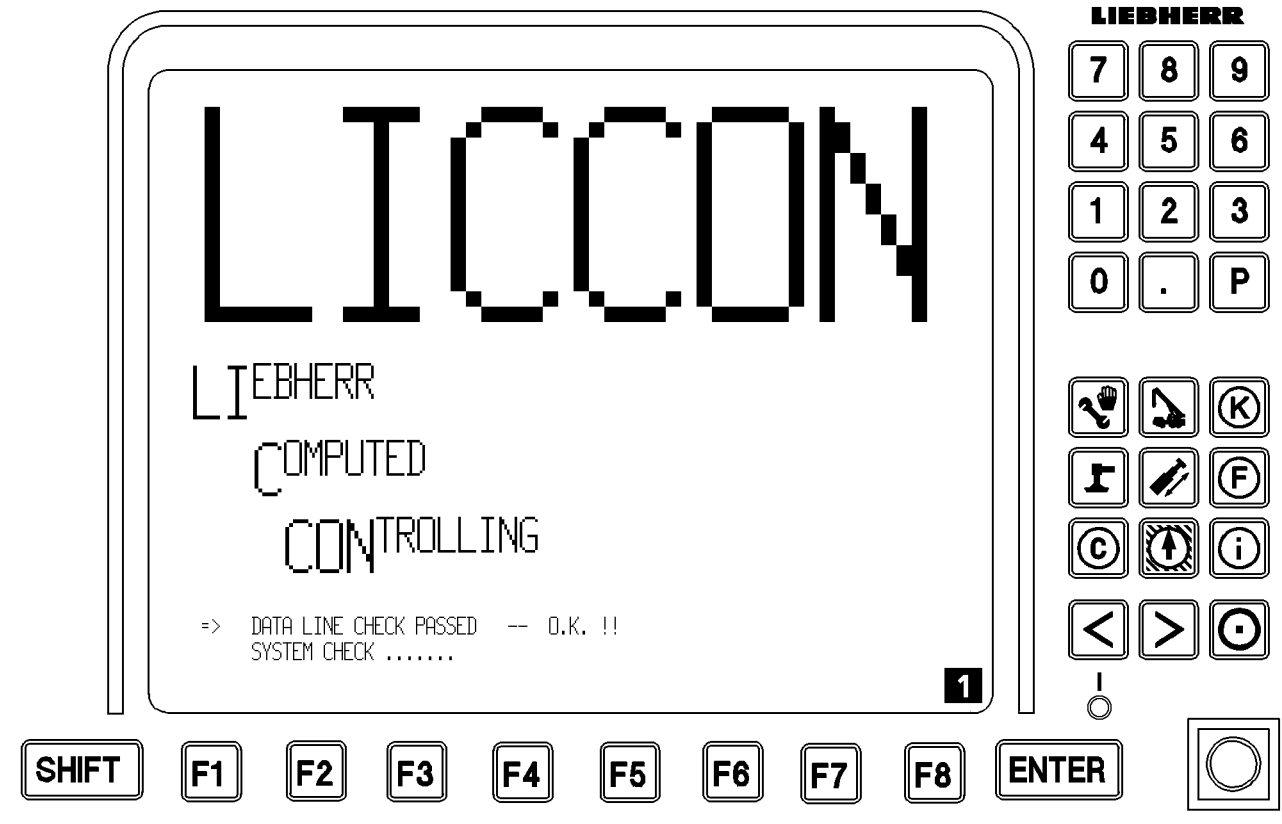 LIEBHERR
LICCON
LIEBHERR
COMPUTED
CONTROLLING
=> DATA LINE CHECK PASSED -- O.K. !!
SYSTEM CHECK .......
1
7 8 9
4 5 6
1 2 3
0 . P
K
F
C i
< >
I
SHIFT F1 F2 F3 F4 F5 F6 F7 F8 ENTER